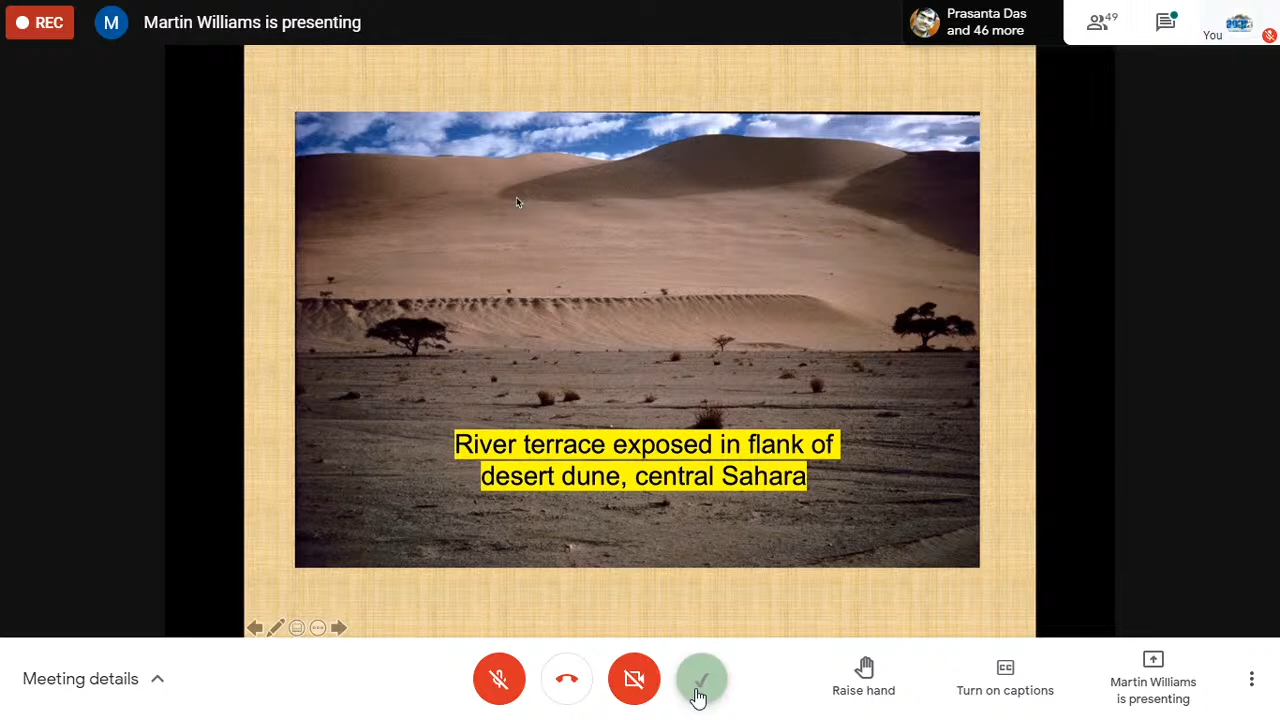 REC
M
Martin Williams is presenting
Prasanta Das
and 46 more
49
You
River terrace exposed in flank of
desert dune, central Sahara
Meeting details
Raise hand
CC
Turn on captions
Martin Williams
is presenting